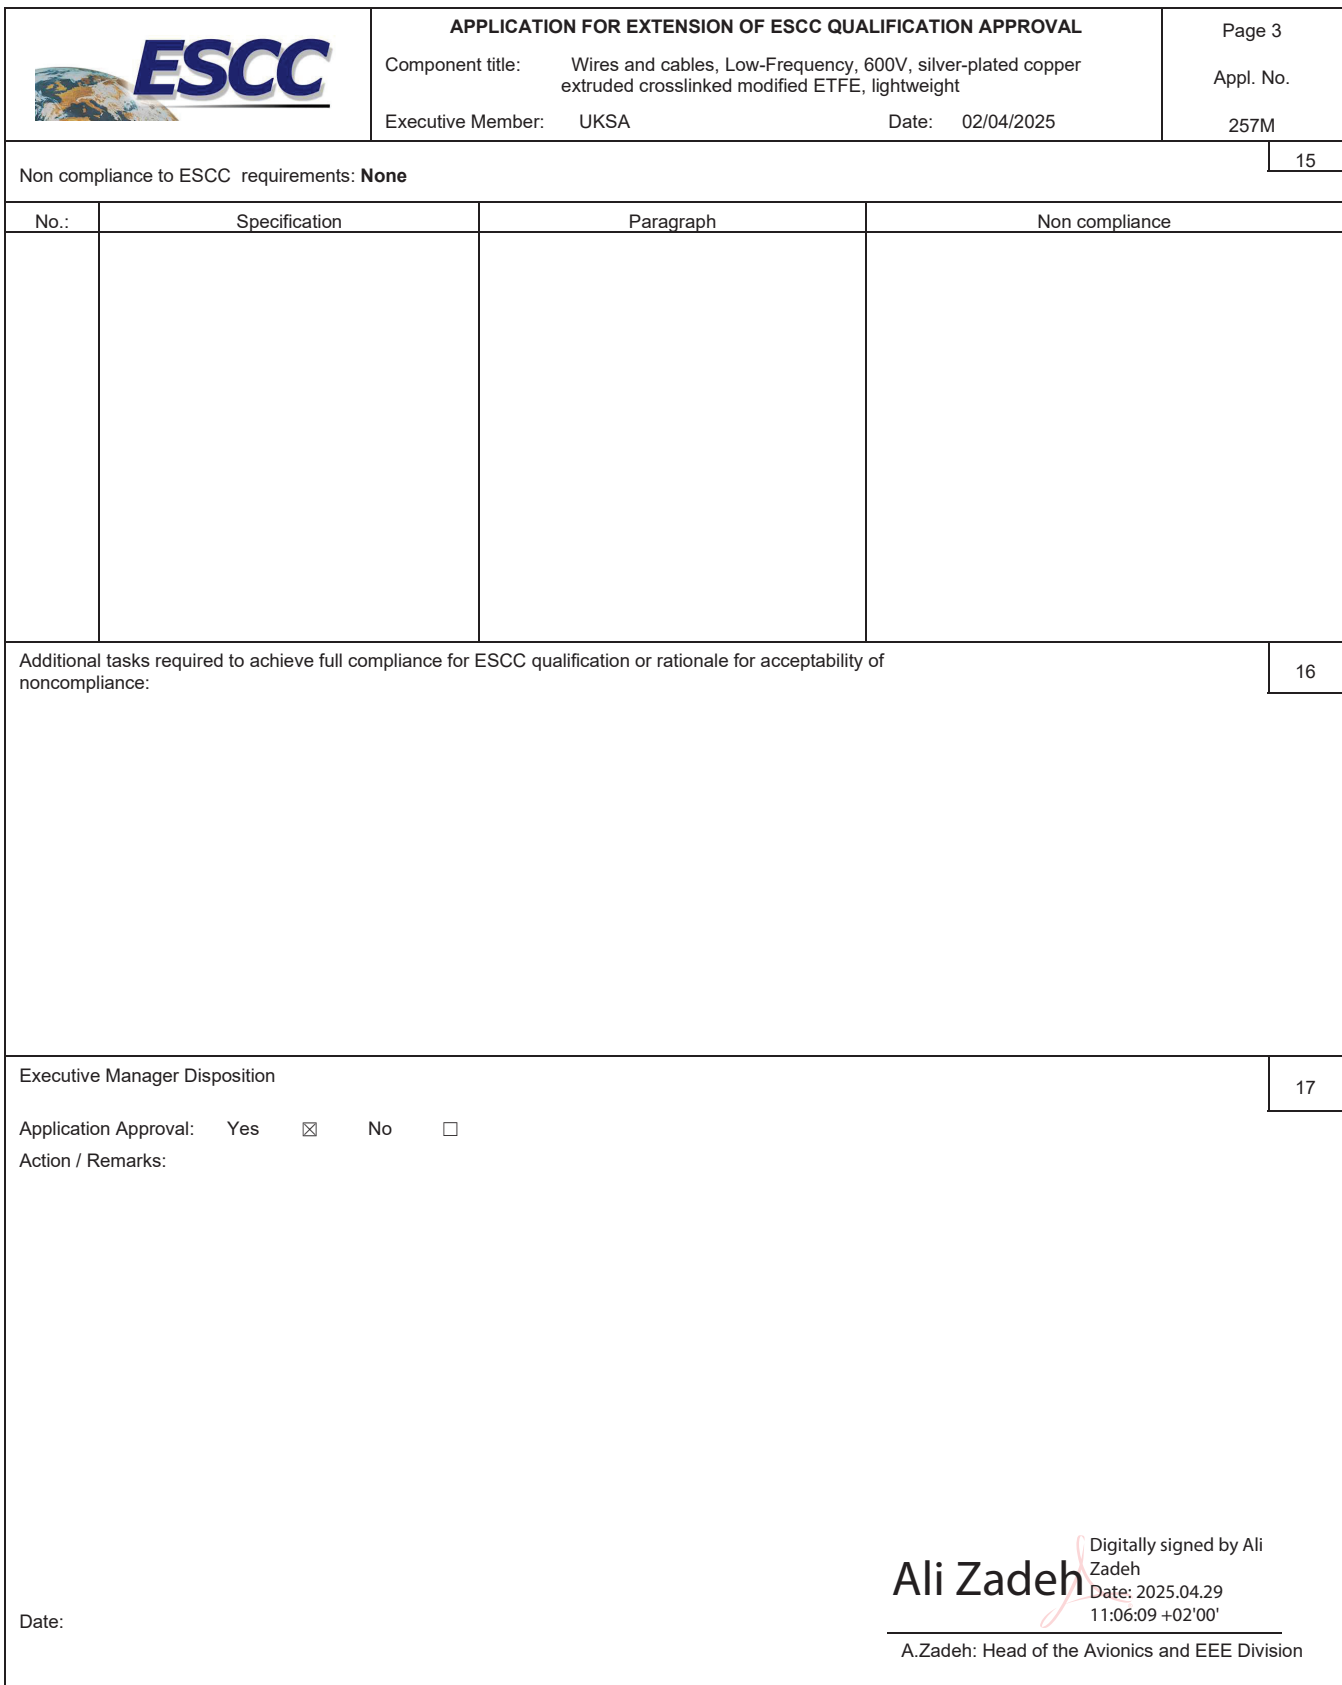 ESCC
APPLICATION FOR EXTENSION OF ESCC QUALIFICATION APPROVAL
Component title: Wires and cables, Low-Frequency, 600V, silver-plated copper
extruded crosslinked modified ETFE, lightweight
Executive Member: UKSA Date: 02/04/2025
Page 3
Appl. No.
257M
15
Non compliance to ESCC requirements: None
No.: Specification Paragraph Non compliance
Additional tasks required to achieve full compliance for ESCC qualification or rationale for acceptability of
noncompliance:
16
Executive Manager Disposition
17
Application Approval: Yes ☒ No ☐
Action / Remarks:
Ali Zadeh
Digitally signed by Ali
Zadeh
Date: 2025.04.29
11:06:09 +02'00'
Date:
A.Zadeh: Head of the Avionics and EEE Division